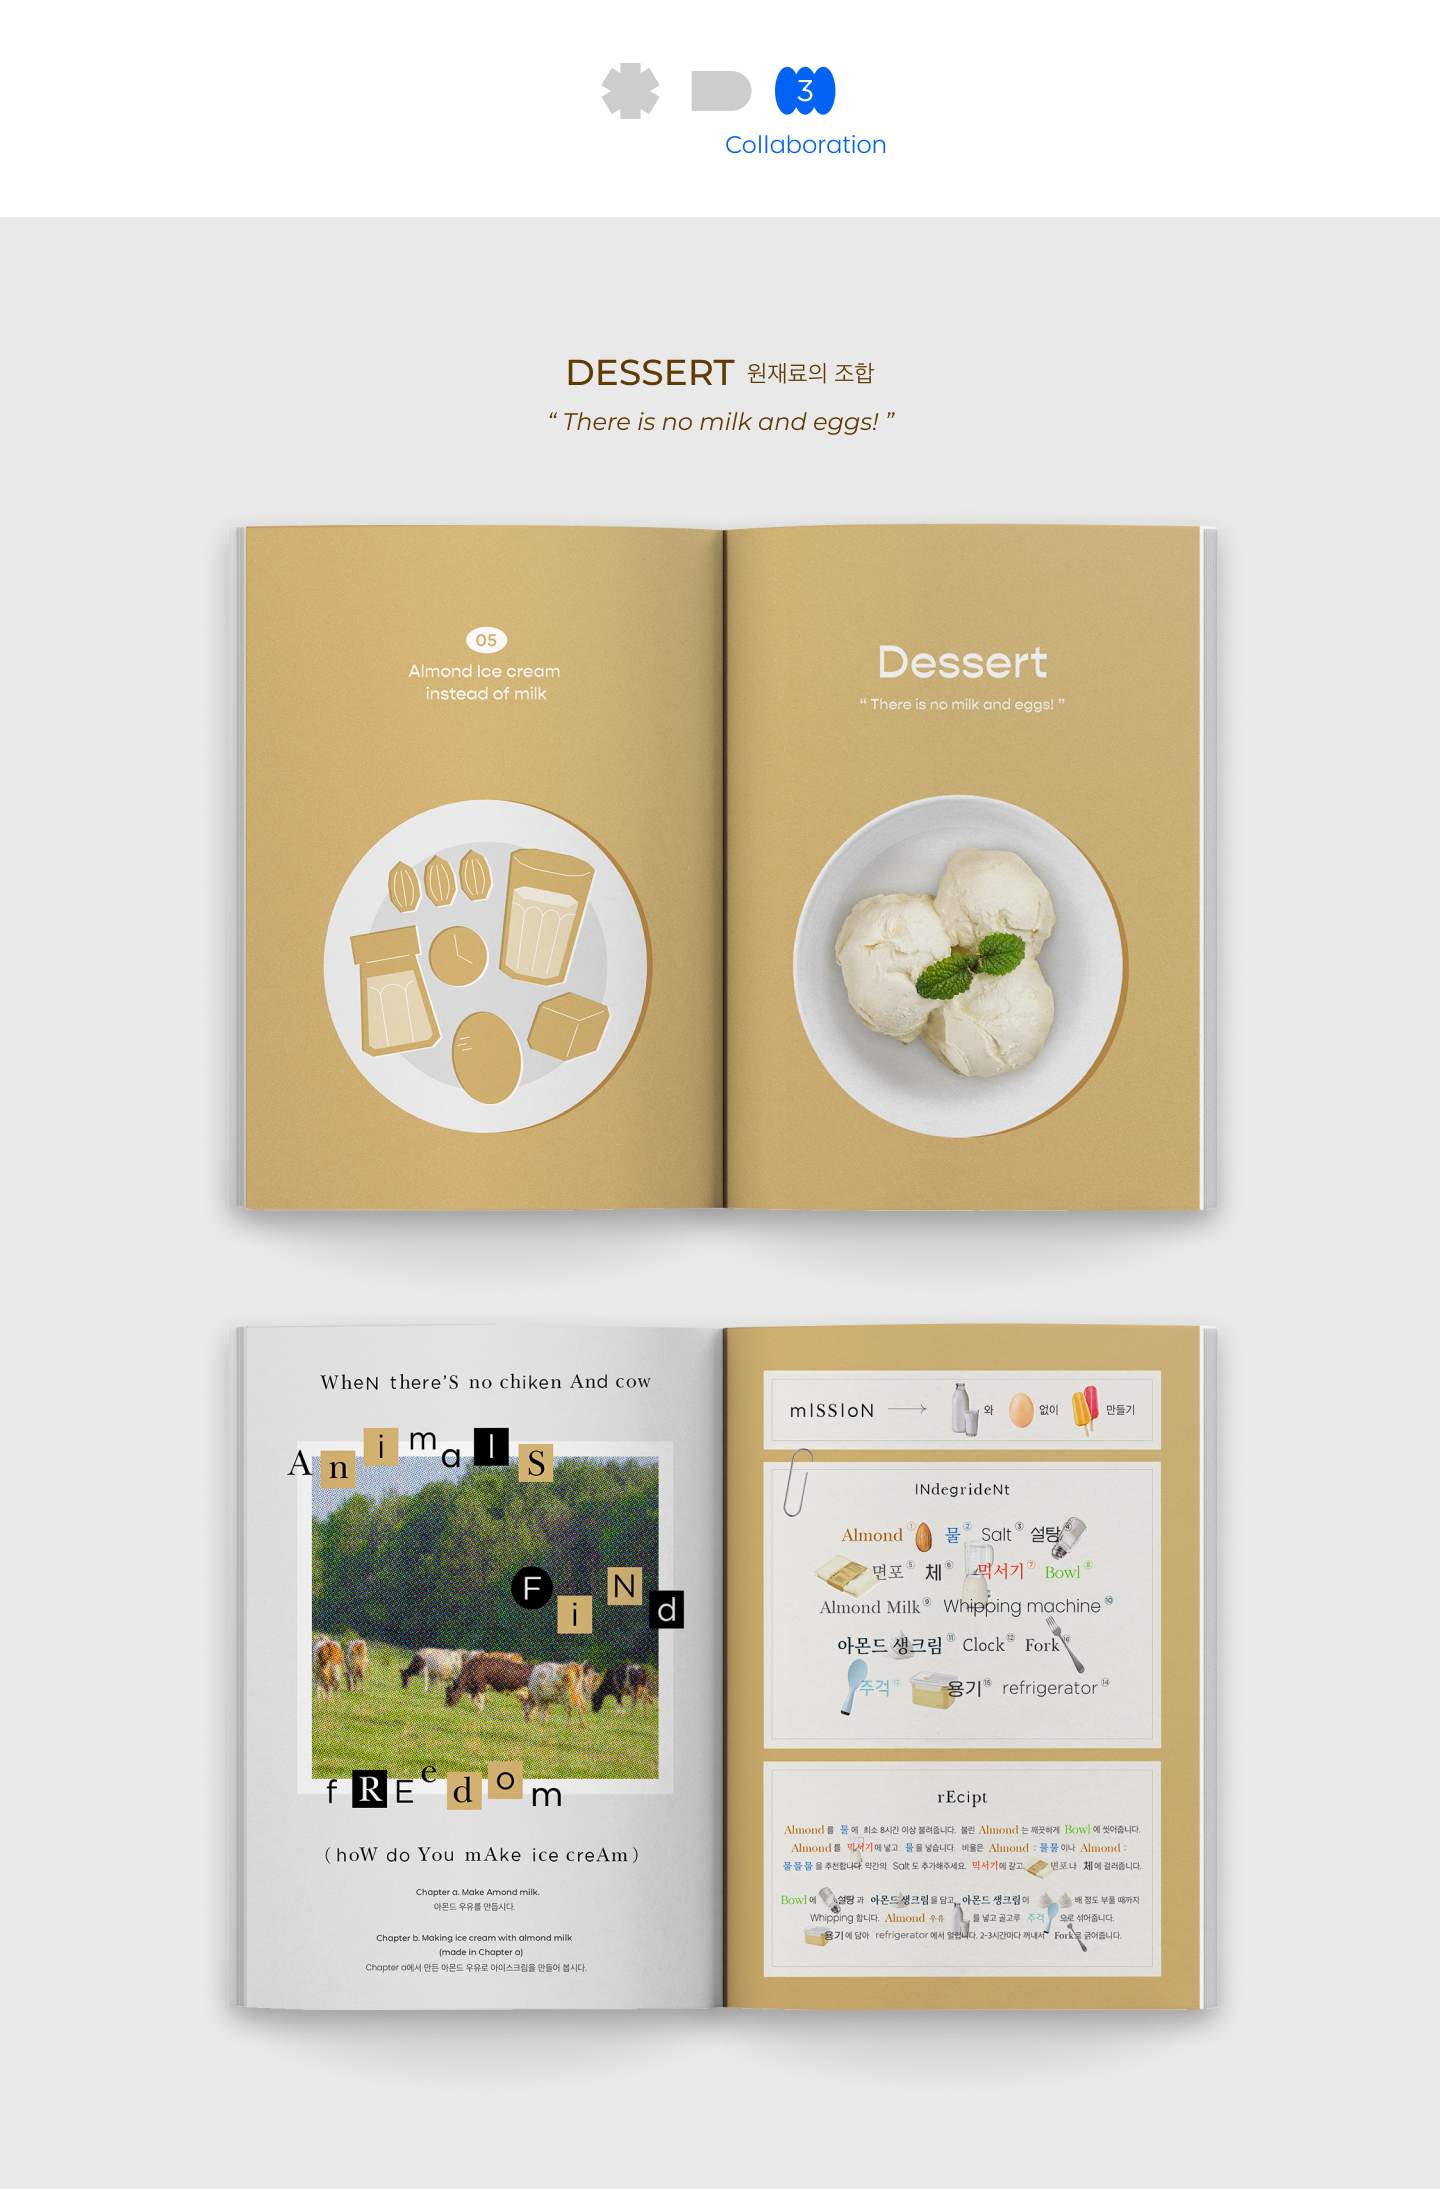 3
Collaboration
DESSERT 원재료의 조합
“ There is no milk and eggs! ”
05
Almond Ice cream
instead of milk
Dessert
“ There is no milk and eggs! ”
WheN there'S no chiken And cow
AnimalS
FiNd
fREedom
(hoW do You mAke ice creAm)
Chapter a. Make Amond milk.
아몬드 우유를 만듭시다.
Chapter b. Making ice cream with almond milk
(made in Chapter a)
Chapter a에서 만든 아몬드 우유로 아이스크림을 만들어 봅시다.
mISSIoN → 와 없이 만들기
INdegrideNt
Almond ① 물 ② Salt ③ 설탕 ④
면포 ⑤ 체 ⑥ 믹서기 ⑦ Bowl ⑧
Almond Milk ⑨ Whipping machine ⑩
아몬드 생크림 ⑪ Clock ⑫ Fork
주걱 용기 ⑮ refrigerator ⑭
rEcipt
Almond 를 물 에 최소 8시간 이상 불려줍니다. 불린 Almond 는 깨끗하게 Bowl 에 씻어줍니다.
Almond 를 믹서기 에 넣고 물 을 넣습니다. 비율은 Almond : 물 물 이나 Almond :
물 물 물 을 추천합니다. 약간의 Salt 도 추가해주세요. 믹서기 에 갈고 면포 나 체 에 걸러줍니다.
Bowl 에 설탕 과 아몬드 생크림 을 담고, 아몬드 생크림 이 배 정도 부풀 때까지
Whipping 합니다. Almond 우유 를 넣고 골고루 주걱 으로 섞어줍니다.
용기 에 담아 refrigerator 에서 얼립니다. 2-3시간마다 꺼내서 Fork 로 긁어줍니다.